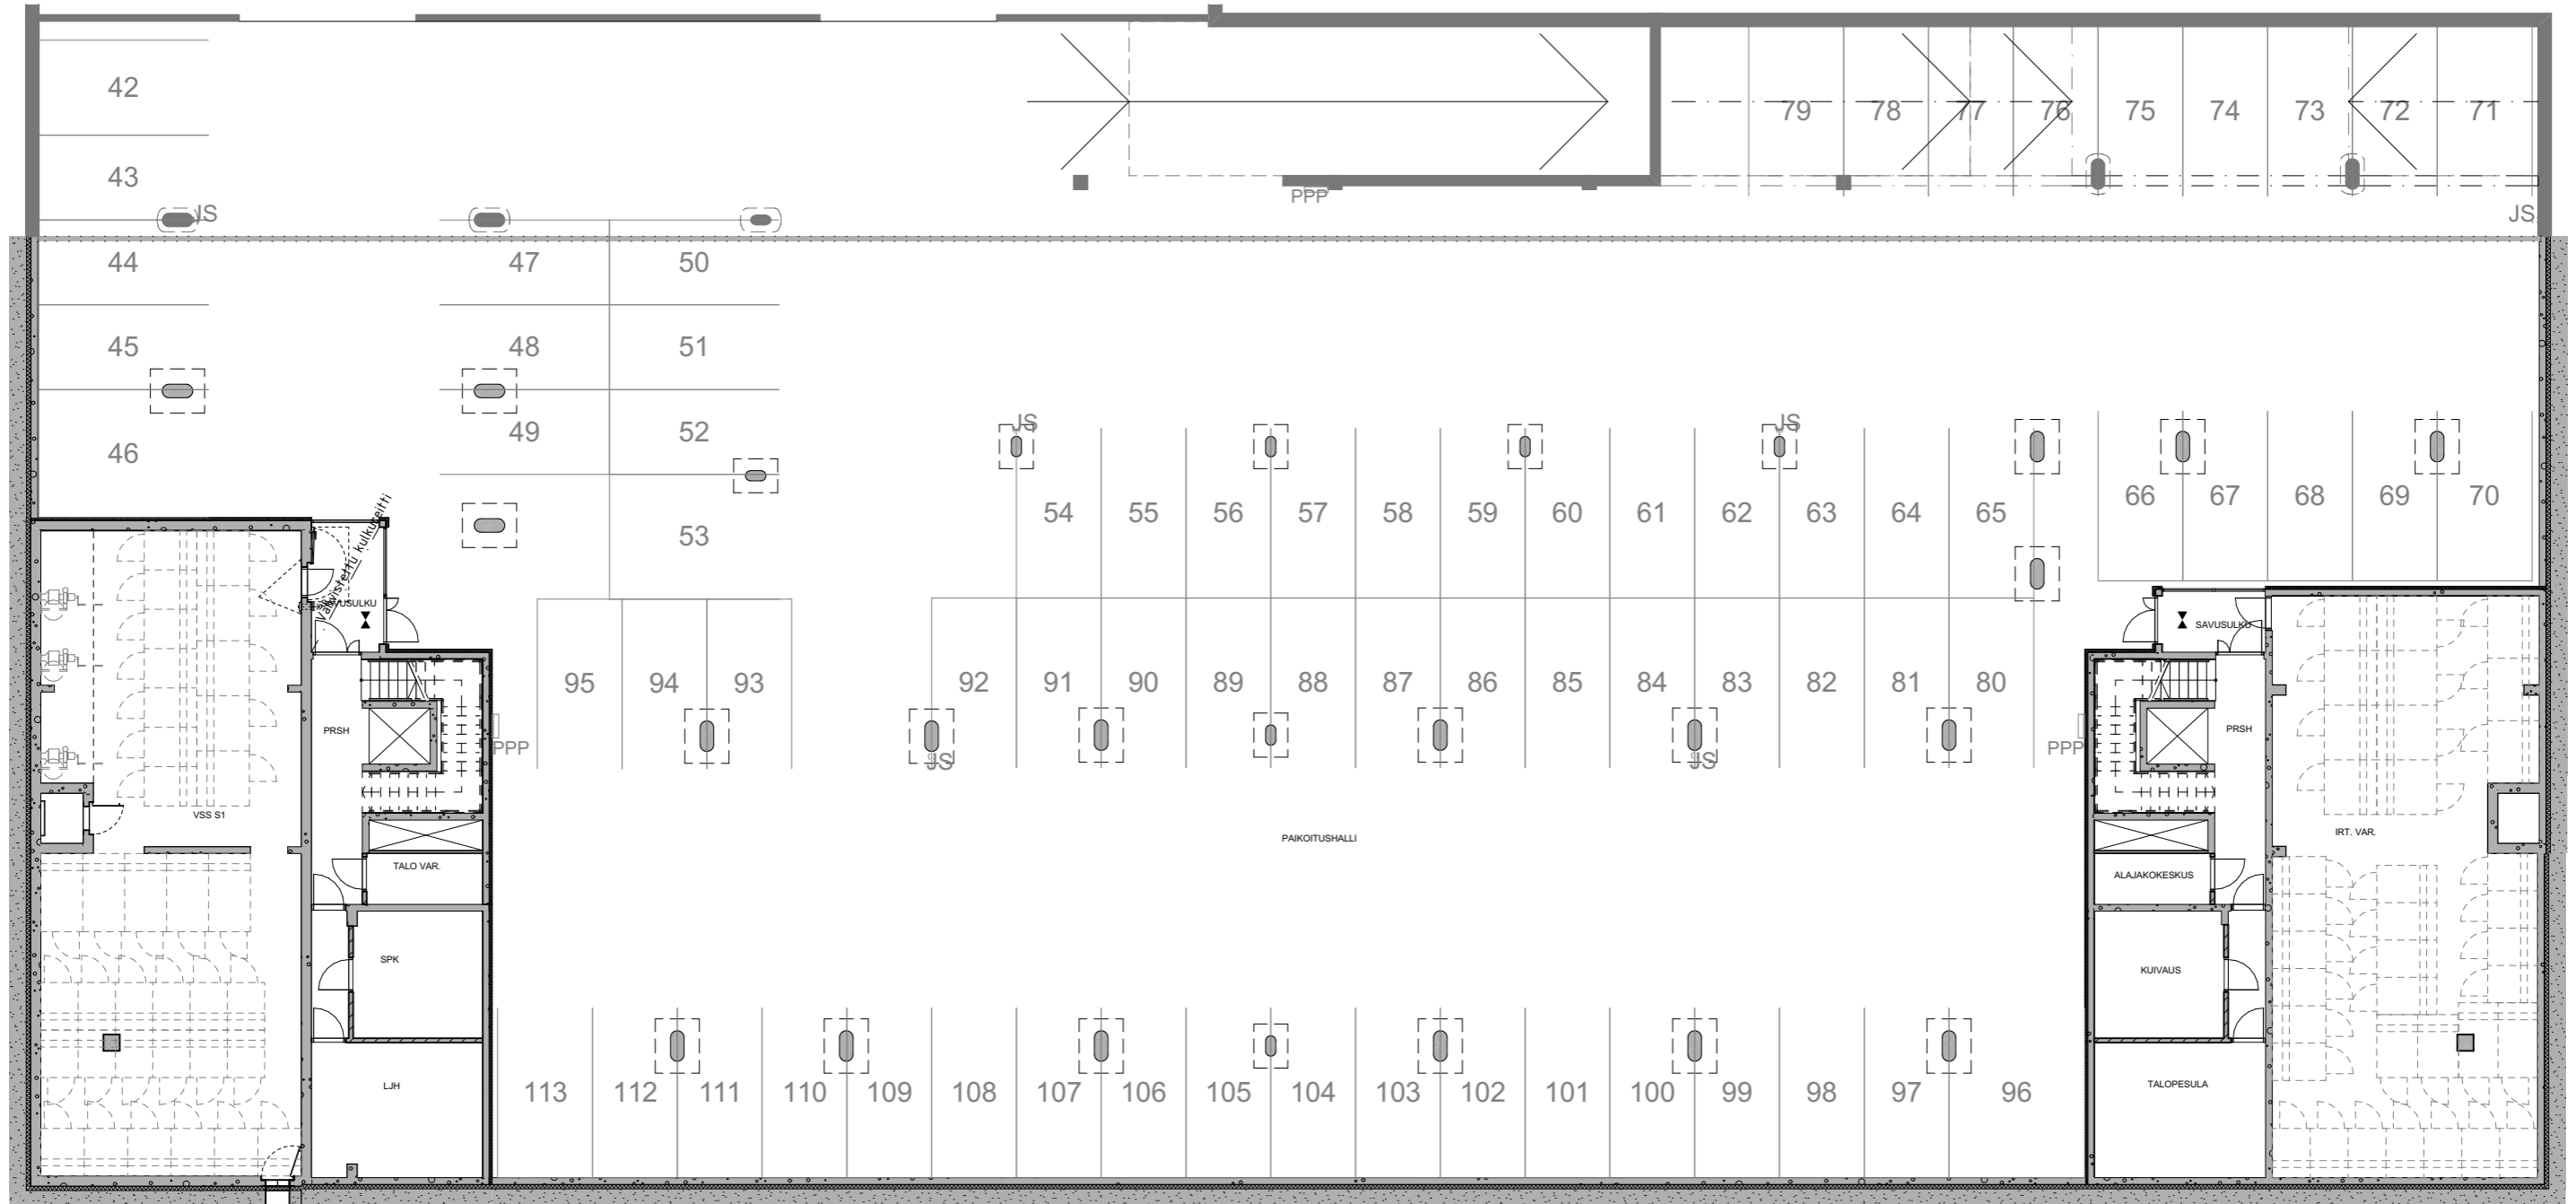 42
79 78 77 76 75 74 73 72 71
43
PPP
JS
JS
44 47 50
45 48 51
49 52
JS JS
46
54 55 56 57 58 59 60 61 62 63 64 65
66 67 68 69 70
53
Vahvistettu kulkureitti
SAVUSULKU
95 94 93
92 91 90 89 88 87 86 85 84 83 82 81 80
PRSH
PRSH
PPP
PPP
JS JS
VSS S1
PAIKOITUSHALLI
IRT. VAR.
TALO VAR.
ALAJAKOKESKUS
SPK
KUIVAUS
LJH
TALOPESULA
113 112 111 110 109 108 107 106 105 104 103 102 101 100 99 98 97 96